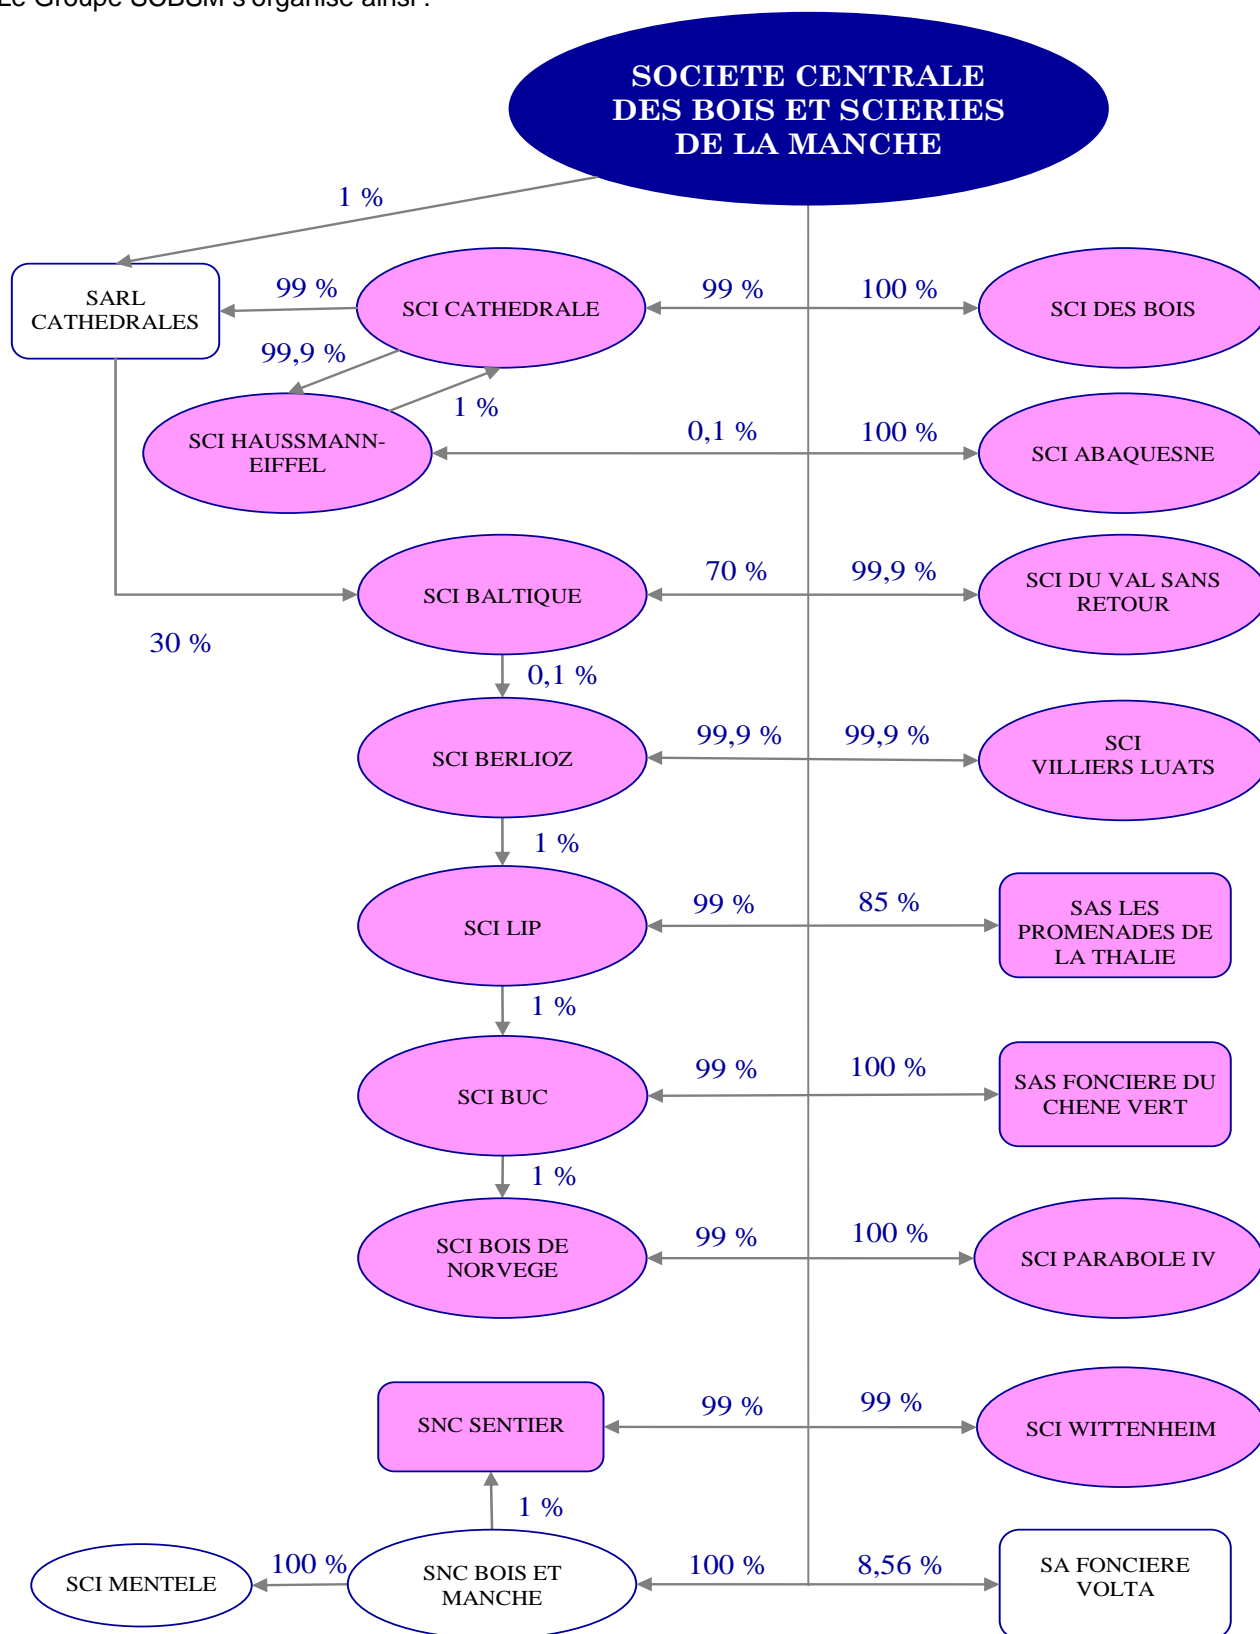 Le Groupe SCBSM s'organise ainsi :
SOCIETE CENTRALE
DES BOIS ET SCIERIES
DE LA MANCHE
1 %
SARL
CATHEDRALES
99 %
SCI CATHEDRALE
99 %
100 %
SCI DES BOIS
99,9 %
1 %
SCI HAUSSMANN-
EIFFEL
0,1 %
100 %
SCI ABAQUESNE
SCI BALTIQUE
70 %
99,9 %
SCI DU VAL SANS
RETOUR
30 %
0,1 %
SCI BERLIOZ
99,9 %
99,9 %
SCI
VILLIERS LUATS
1 %
SCI LIP
99 %
85 %
SAS LES
PROMENADES DE
LA THALIE
1 %
SCI BUC
99 %
100 %
SAS FONCIERE DU
CHENE VERT
1 %
SCI BOIS DE
NORVEGE
99 %
100 %
SCI PARABOLE IV
SNC SENTIER
99 %
99 %
SCI WITTENHEIM
1 %
SCI MENTELE
100 %
SNC BOIS ET
MANCHE
100 %
8,56 %
SA FONCIERE
VOLTA